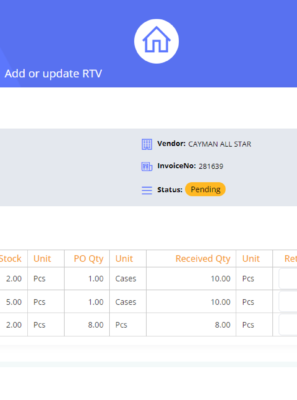 Add or update RTV
Vendor: CAYMAN ALL STAR
InvoiceNo: 281639
Status: Pending
Stock Unit PO Qty Unit Received Qty Unit Ret
2.00 Pcs 1.00 Cases 10.00 Pcs
5.00 Pcs 1.00 Cases 10.00 Pcs
2.00 Pcs 8.00 Pcs 8.00 Pcs